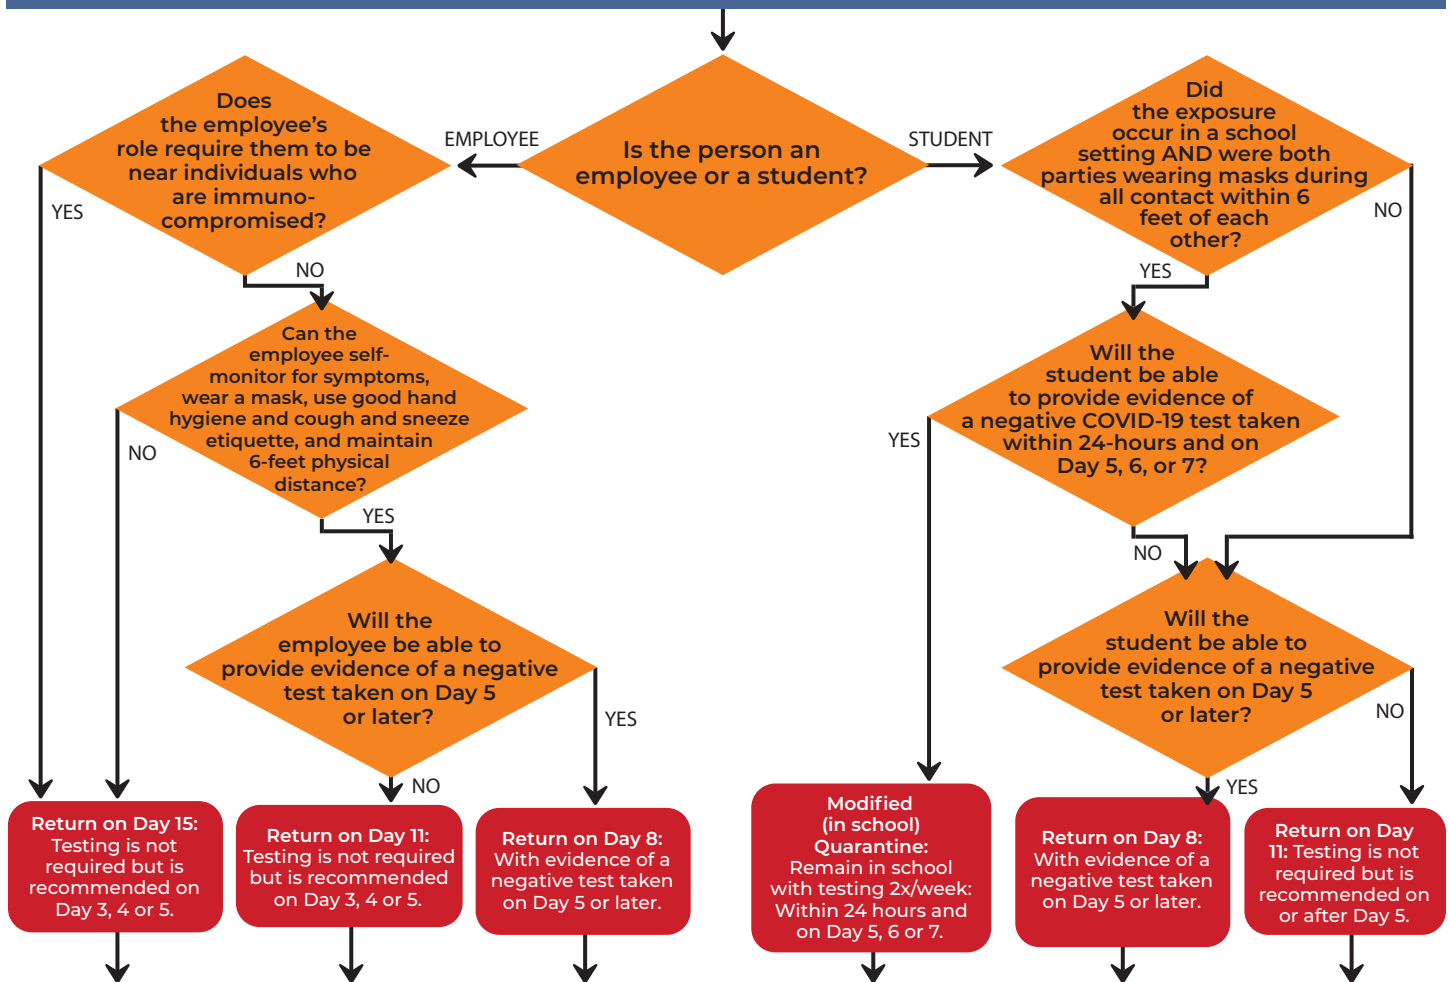 Is the person an
employee or a student?
EMPLOYEE
STUDENT
Does
the employee's
role require them to be
near individuals who
are immuno-
compromised?
YES
NO
Can the
employee self-
monitor for symptoms,
wear a mask, use good hand
hygiene and cough and sneeze
etiquette, and maintain
6-feet physical
distance?
NO
YES
Will the
employee be able to
provide evidence of a negative
test taken on Day 5
or later?
NO
YES
Return on Day 15:
Testing is not
required but is
recommended on
Day 3, 4 or 5.
Return on Day 11:
Testing is not required
but is recommended
on Day 3, 4 or 5.
Return on Day 8:
With evidence of a
negative test taken
on Day 5 or later.
Did
the exposure
occur in a school
setting AND were both
parties wearing masks during
all contact within 6
feet of each
other?
YES
NO
Will the
student be able
to provide evidence of
a negative COVID-19 test taken
within 24-hours and on
Day 5, 6, or 7?
YES
NO
Will the
student be able to
provide evidence of a negative
test taken on Day 5
or later?
YES
NO
Modified
(in school)
Quarantine:
Remain in school
with testing 2x/week:
Within 24 hours and
on Day 5, 6 or 7.
Return on Day 8:
With evidence of a
negative test taken
on Day 5 or later.
Return on Day
11: Testing is not
required but is
recommended on
or after Day 5.